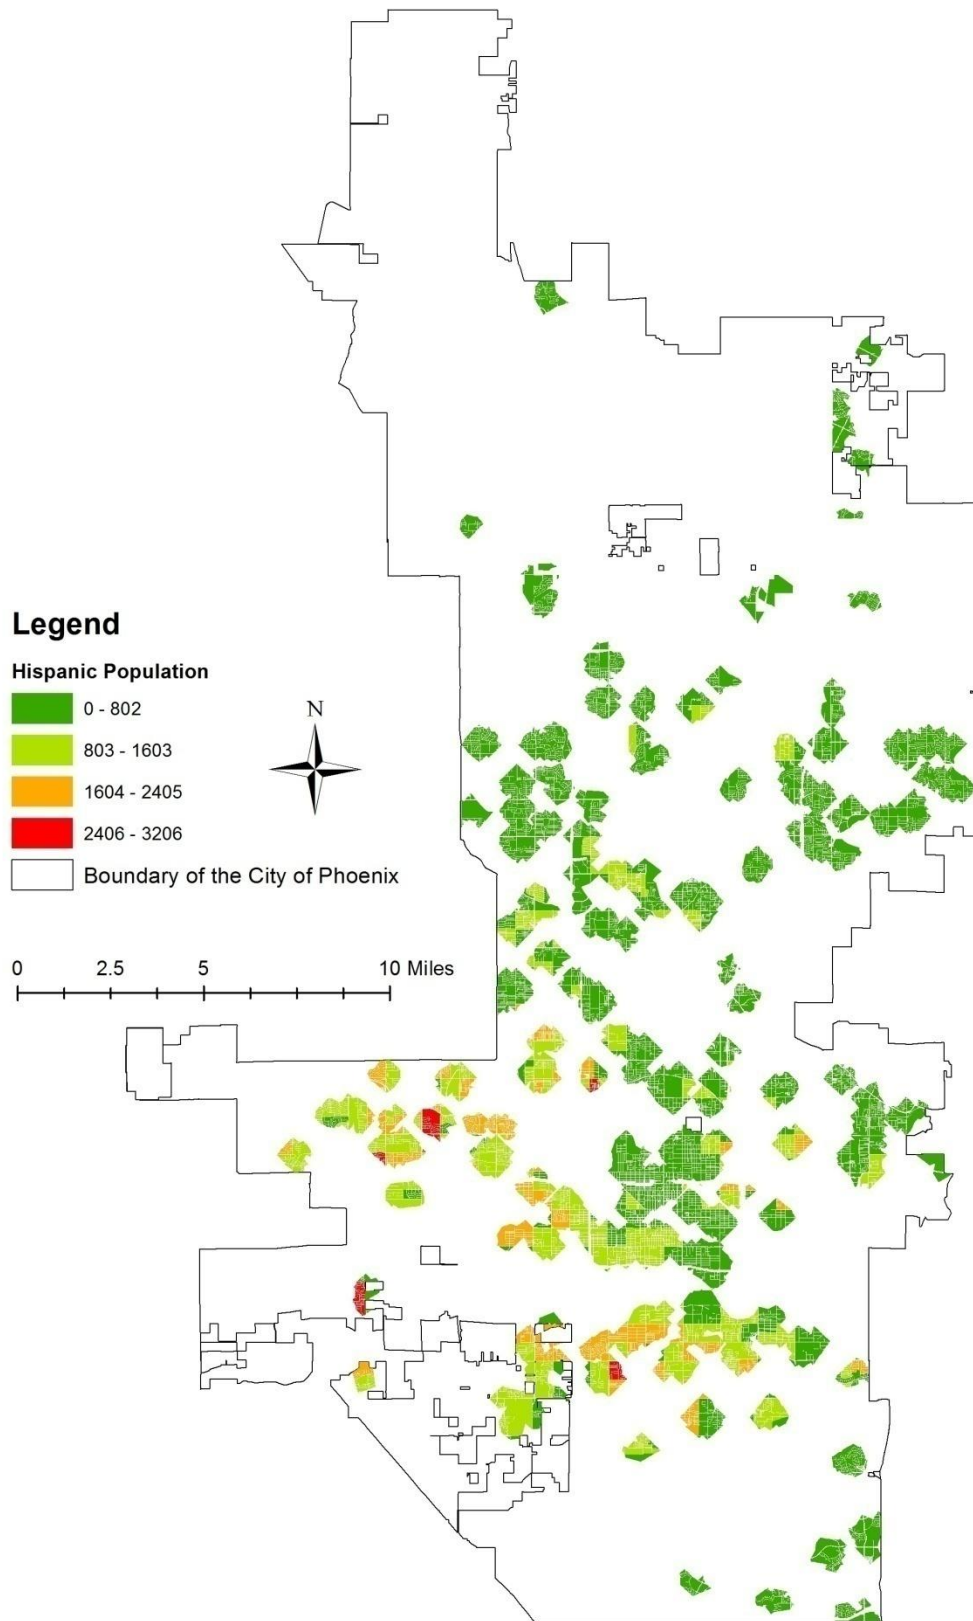 Legend
Hispanic Population
0 - 802
803 - 1603
1604 - 2405
2406 - 3206
Boundary of the City of Phoenix
N
0 2.5 5 10 Miles